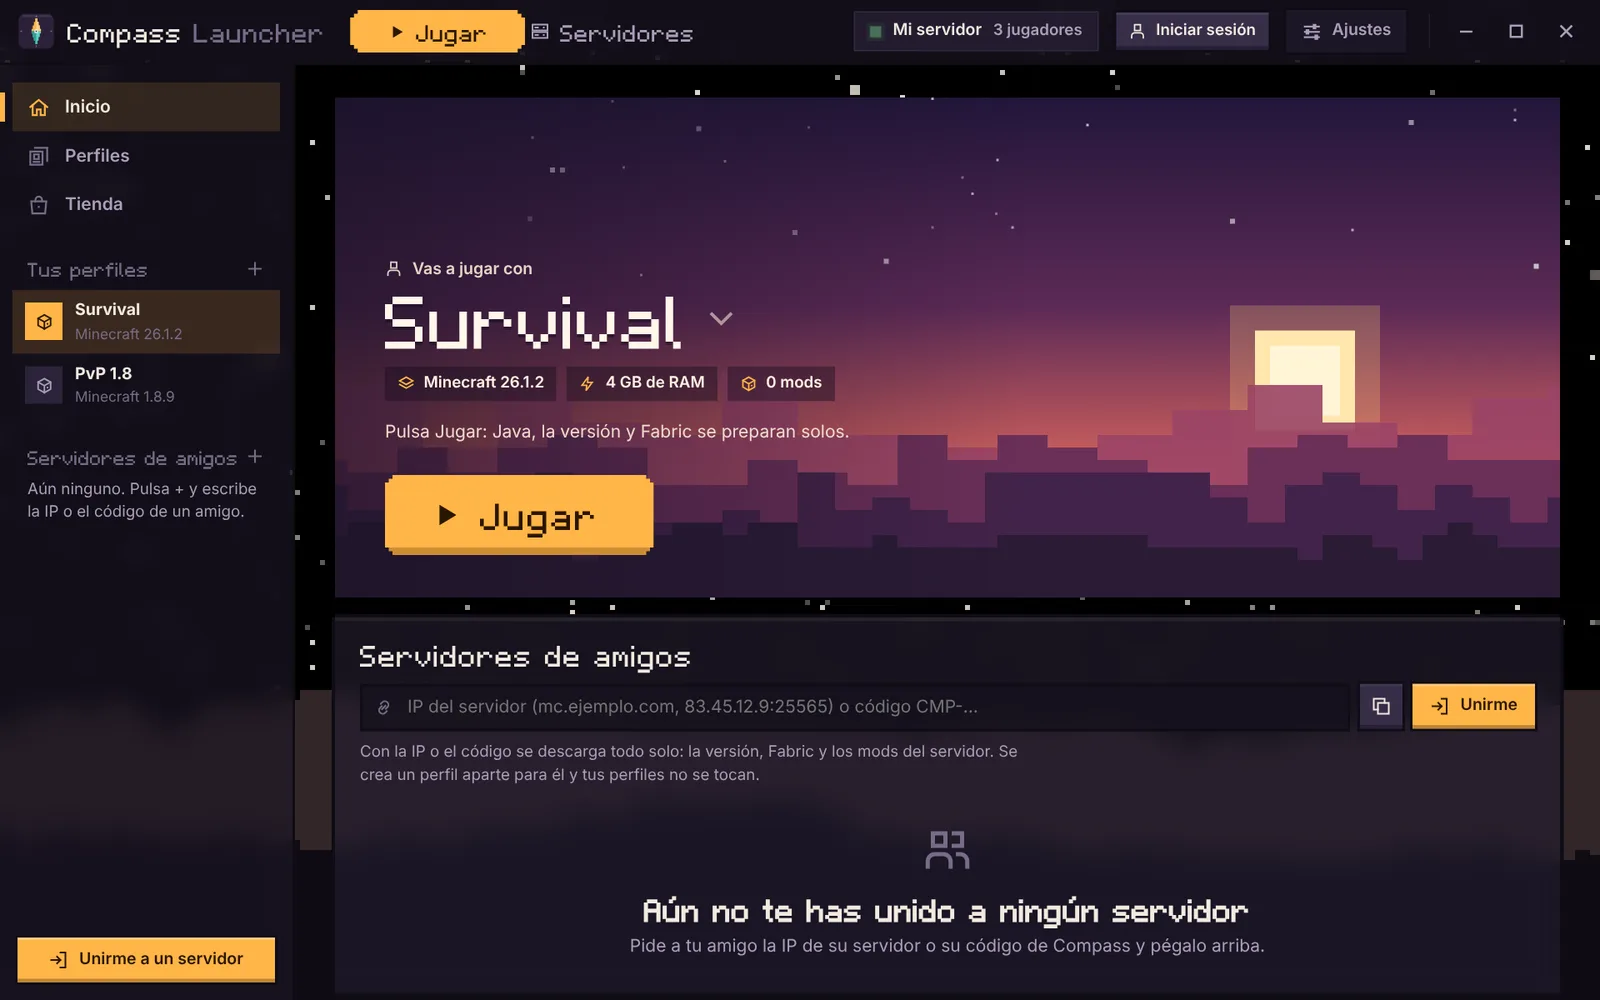 Compass Launcher
Jugar
Servidores
Mi servidor 3 jugadores
Iniciar sesión
Ajustes
Inicio
Perfiles
Tienda
Tus perfiles
Survival
Minecraft 26.1.2
PvP 1.8
Minecraft 1.8.9
Servidores de amigos
Aún ninguno. Pulsa + y escribe
la IP o el código de un amigo.
Unirme a un servidor
Vas a jugar con
Survival
Minecraft 26.1.2
4 GB de RAM
0 mods
Pulsa Jugar: Java, la versión y Fabric se preparan solos.
Jugar
Servidores de amigos
IP del servidor (mc.ejemplo.com, 83.45.12.9:25565) o código CMP-...
Unirme
Con la IP o el código se descarga todo solo: la versión, Fabric y los mods del servidor. Se
crea un perfil aparte para él y tus perfiles no se tocan.
Aún no te has unido a ningún servidor
Pide a tu amigo la IP de su servidor o su código de Compass y pégalo arriba.